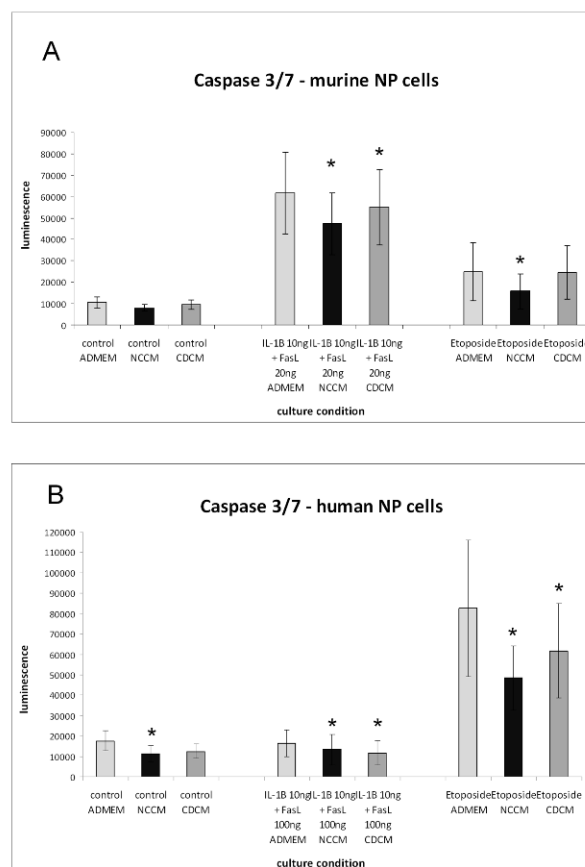 A
Caspase 3/7 - murine NP cells
90000
80000
70000
60000
50000
40000
30000
20000
10000
0
luminescence
* * *
control ADMEM
control NCCM
control CDCM
IL-1B 10ng + FasL 20ng ADMEM
IL-1B 10ng + FasL 20ng NCCM
IL-1B 10ng + FasL 20ng CDCM
Etoposide ADMEM
Etoposide NCCM
Etoposide CDCM
culture condition
B
Caspase 3/7 - human NP cells
120000
110000
100000
90000
80000
70000
60000
50000
40000
30000
20000
10000
0
luminescence
* * * * *
control ADMEM
control NCCM
control CDCM
IL-1B 10ng + FasL 100ng ADMEM
IL-1B 10ng + FasL 100ng NCCM
IL-1B 10ng + FasL 100ng CDCM
Etoposide ADMEM
Etoposide NCCM
Etoposide CDCM
culture condition